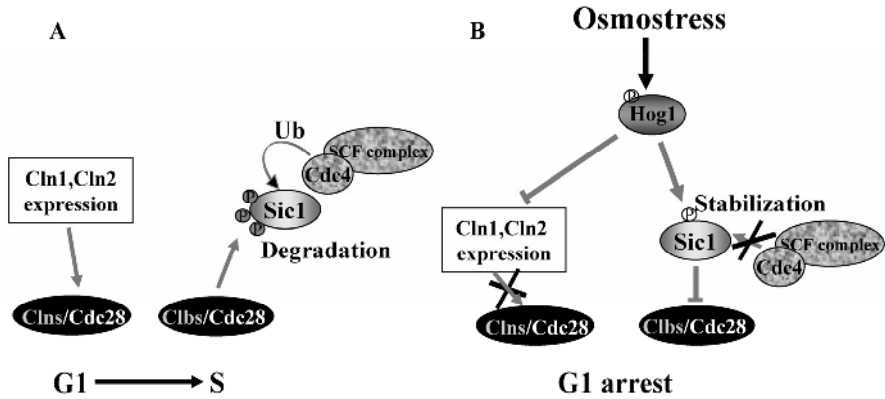 A
Ub
SCF complex
Cdc4
Cln1,Cln2
expression
P
P
P
Sic1
Degradation
Clns/Cdc28
Clbs/Cdc28
G1
S
B
Osmostress
P
Hog1
Cln1,Cln2
expression
P
Stabilization
Sic1
SCF complex
Cdc4
Clns/Cdc28
Clbs/Cdc28
G1 arrest